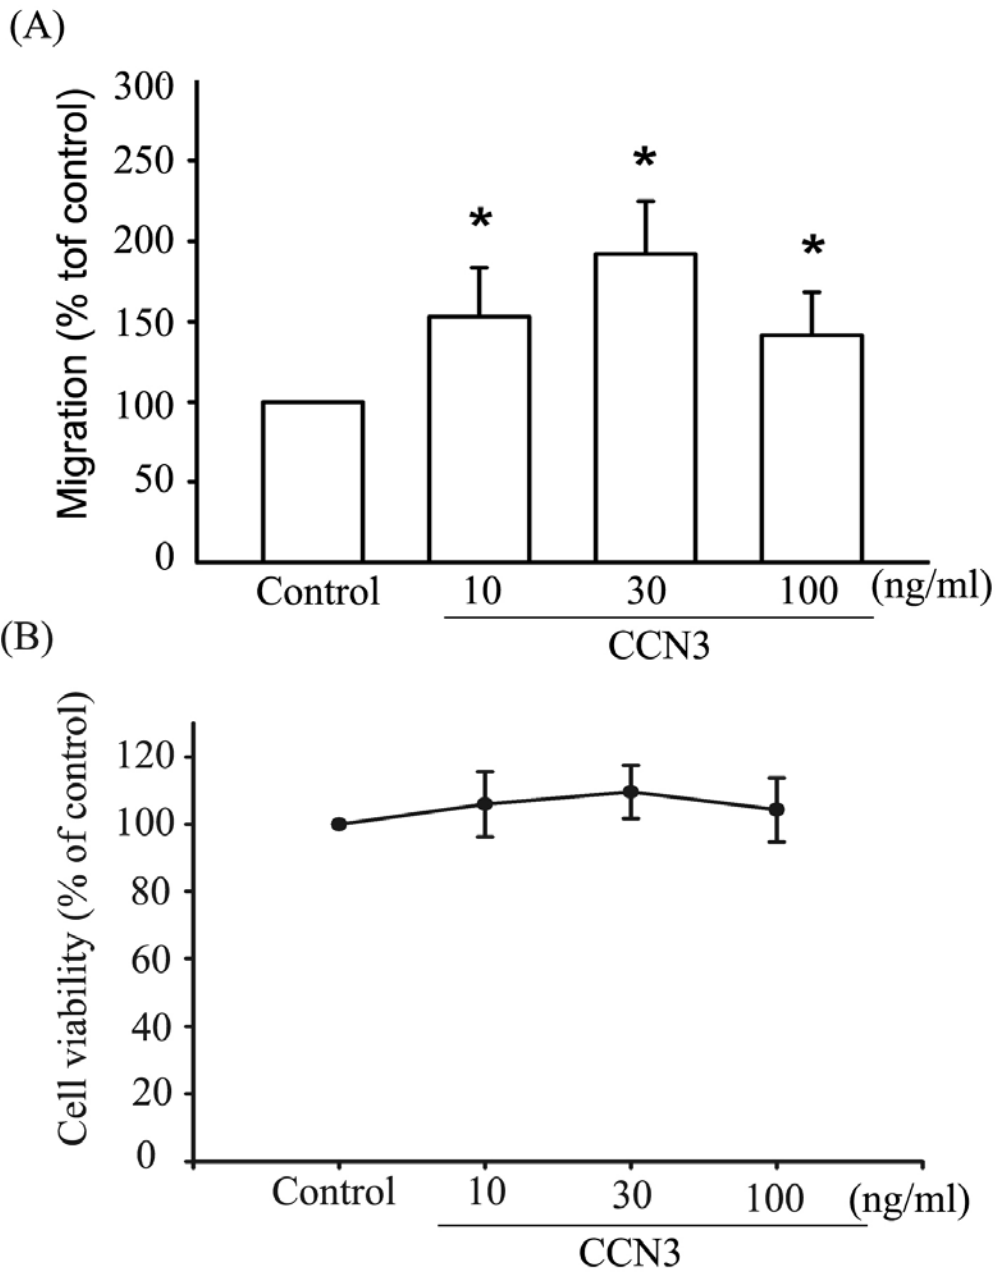 (A)
Migration (% tof control)
300
250
200
150
100
50
0
*
*
*
Control 10 30 100 (ng/ml)
CCN3
(B)
Cell viability (% of control)
120
100
80
60
40
20
0
Control 10 30 100 (ng/ml)
CCN3